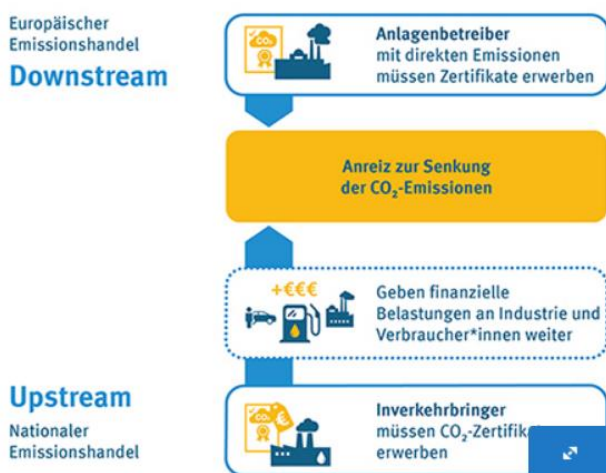 Europäischer
Emissionshandel
Downstream
CO₂
Anlagenbetreiber
mit direkten Emissionen
müssen Zertifikate erwerben
Anreiz zur Senkung
der CO₂-Emissionen
+€€€
Geben finanzielle
Belastungen an Industrie und
Verbraucher*innen weiter
Upstream
Nationaler
Emissionshandel
CO₂
€
Inverkehrbringer
müssen
erwerben